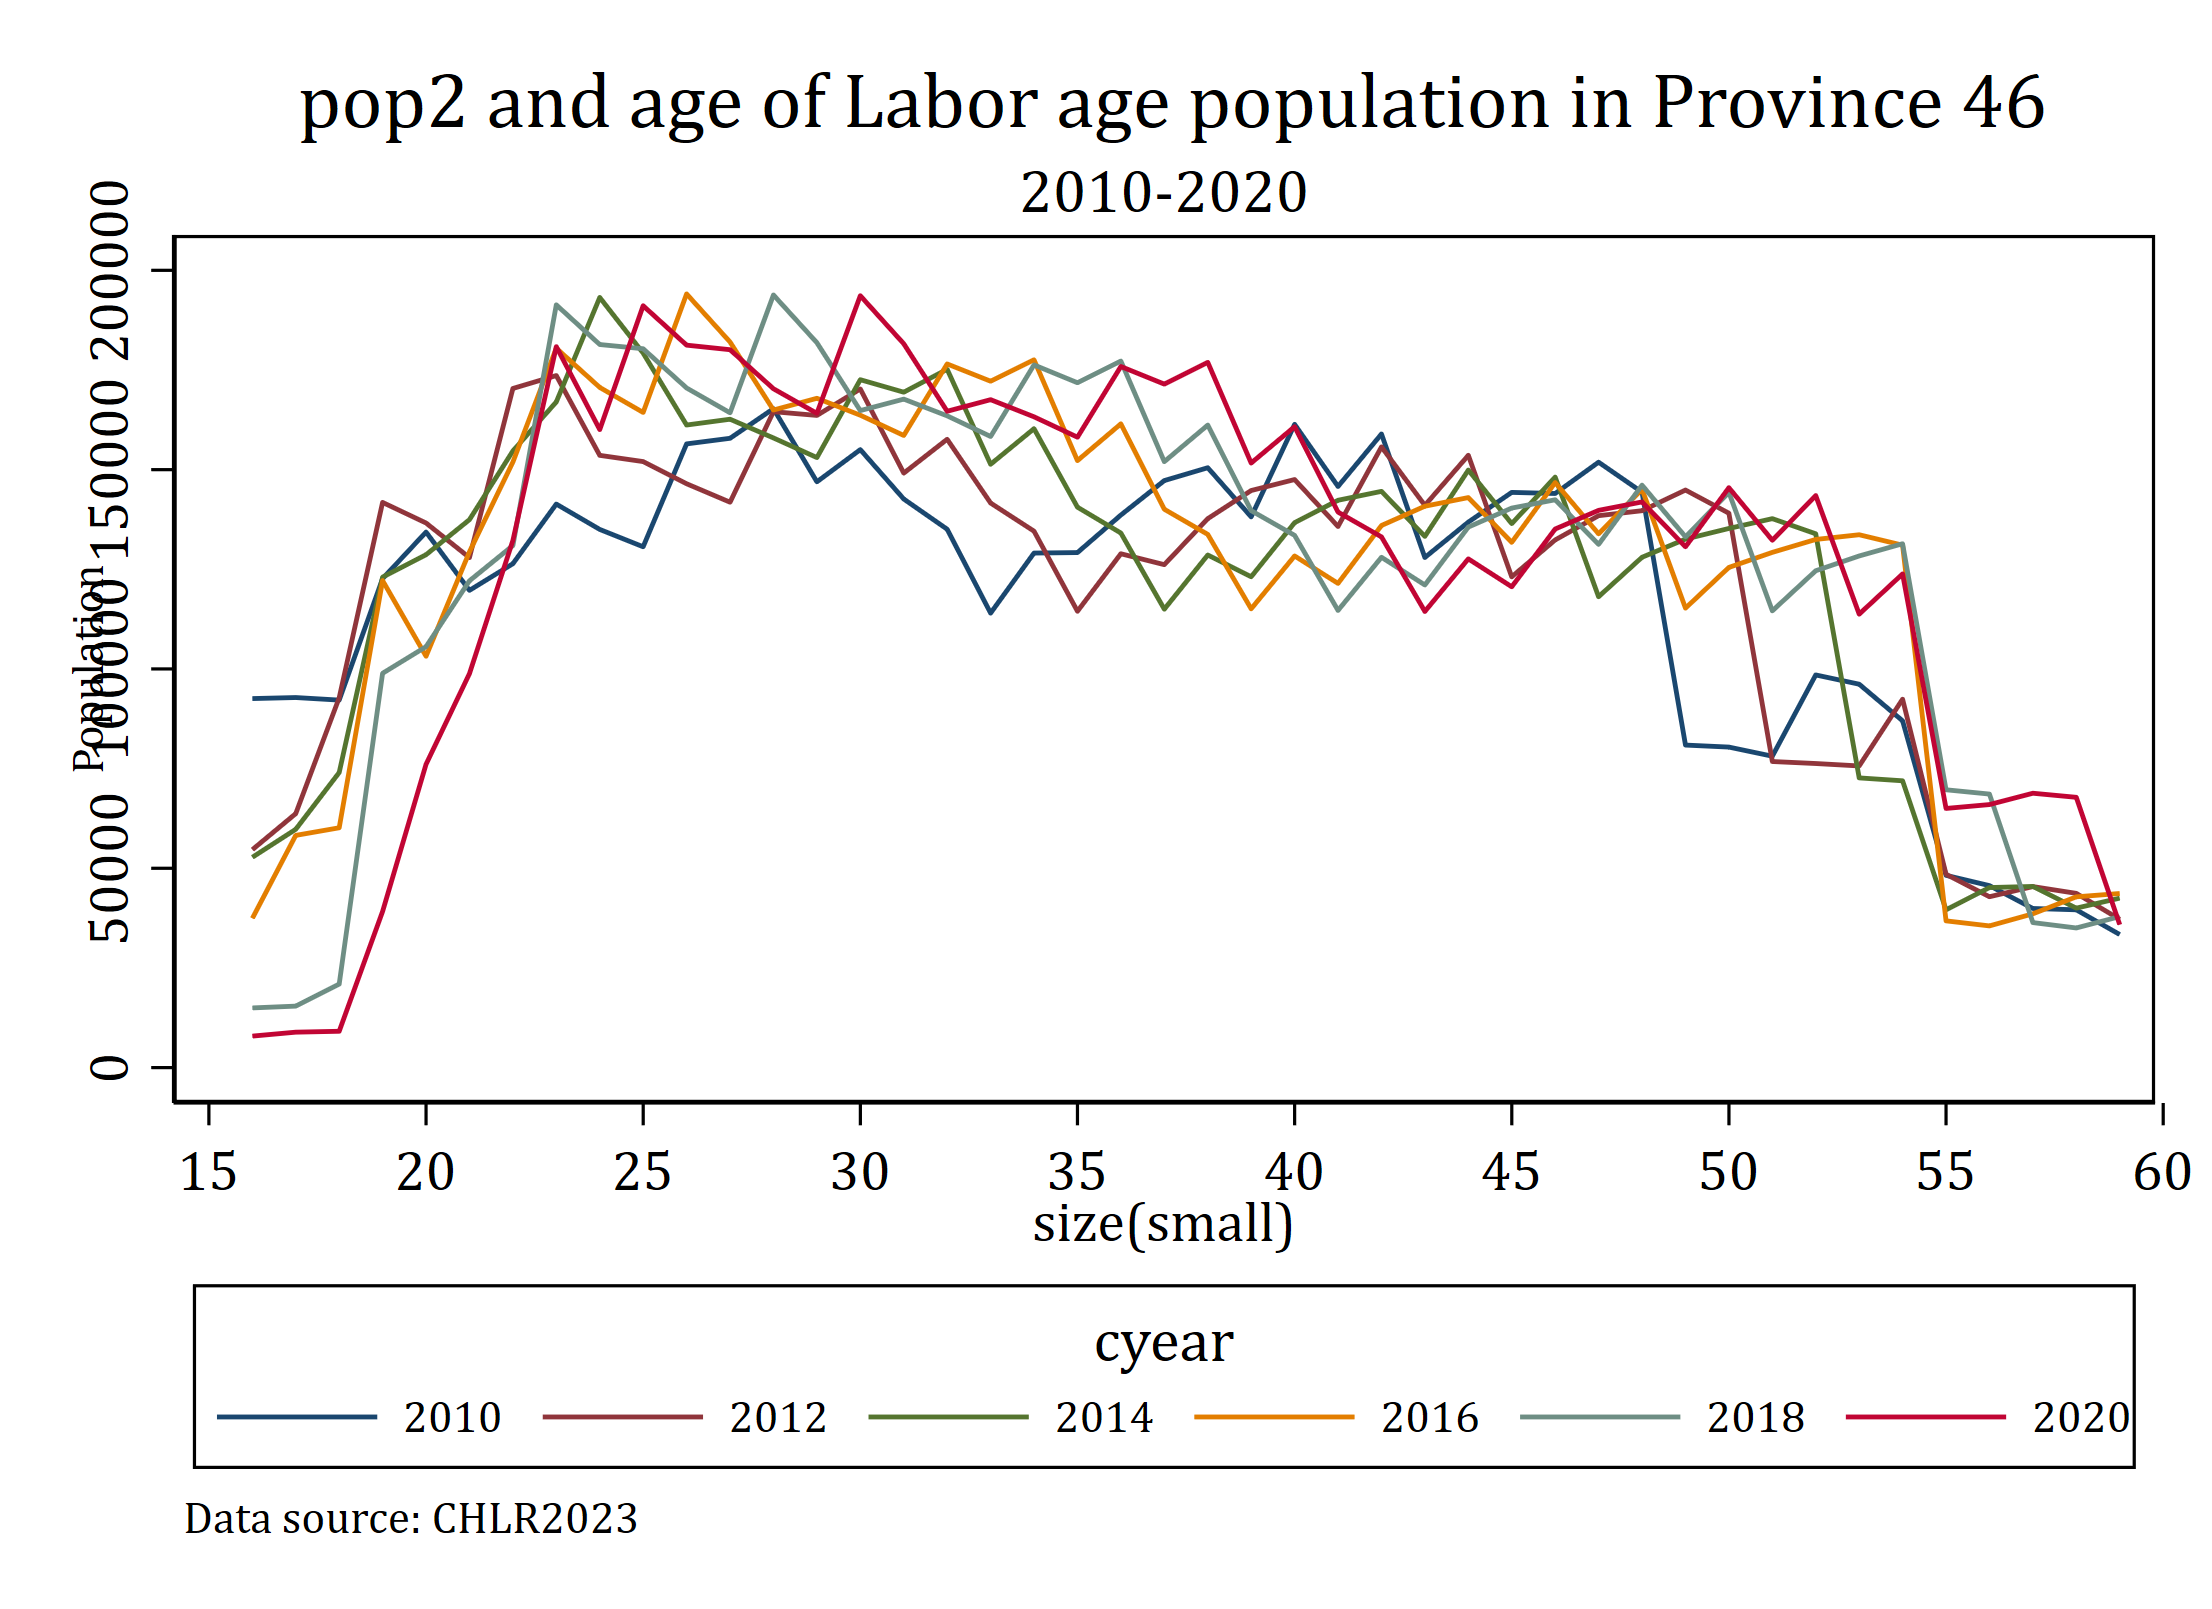 pop2 and age of Labor age population in Province 46
2010-2020
Population
0 50000 100000 150000 200000
15 20 25 30 35 40 45 50 55 60
size(small)
cyear
2010 2012 2014 2016 2018 2020
Data source: CHLR2023